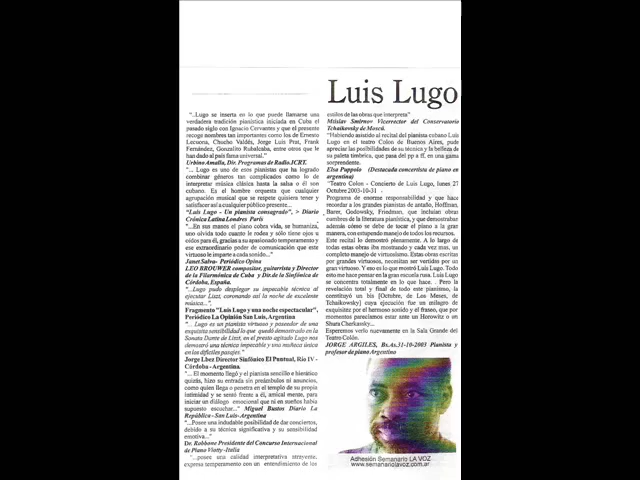 Luis Lugo
"..Lugo se inserta en lo que puede llamarse una
verdadera tradición pianística iniciada en Cuba el
pasado siglo con Ignacio Cervantes y que el presente
recoge nombres tan importantes como los de Ernesto
Lecuona, Chucho Valdés, Jorge Luis Prat, Frank
Fernández, Gonzalito Rubalcaba, entre otros que le
han dado al país fama universal."
Urbino Amalla, Dir. Programas de Radio.JCRT.
"... Lugo es uno de esos pianistas que ha logrado
combinar géneros tan complicados como lo de
interpretar música clásica hasta la salsa o él son
cubano. Es el hombre orquesta que cualquier
agrupación musical que se respete quisiera tener y
satisfacer así a cualquier público presente...
"Luis Lugo - Un pianista consagrado", > Diario
Crónica Latina Londres Paris
"...En sus manos el piano cobra vida, se humaniza,
uno olvida todo cuanto le rodea y sólo tiene ojos u
oídos para él, gracias a su apasionado temperamento y
ese extraordinario poder de comunicación que este
virtuoso le imparte a cada sonido..."
Janet Salva- Periódico Opina
LEO BROUWER compositor, guitarrista y Director
de la Filarmónica de Cuba y Dir.de la Sinfónica de
Córdoba, España.
"Lugo pudo desplegar su impecable técnica al
ejecutar Liszt, coronando así la noche de excelente
música...".
Fragmento "Luis Lugo y una noche espectacular",
Periódico La Opinión San Luis, Argentina
" Lugo es un pianista virtuoso y poseedor de una
exquisita sensibilidad lo que quedó demostrado en la
Sonata Dante de Liszt, en el presto agitado Lugo nos
demostró una técnica impecable y una muñeca única
en los difíciles pasajes."
Jorge Lbez Director Sinfónico El Puntual, Río IV -
Córdoba - Argentina.
"... El momento llegó y el pianista sencillo e hierático
quizás, hizo su entrada sin preámbulos ni anuncios,
como quien llega o penetra en el templo de su propia
intimidad y se sentó frente a él, amical mente, para
iniciar un diálogo emocional que ni en sueños había
supuesto escuchar..." Miguel Bustos Diario La
República - San Luis- Argentina
"...Posee una indudable posibilidad de dar conciertos,
debido a su técnica significativa y su sensibilidad
emotiva..."
Dr. Robbone Presidente del Concurso Internacional
de Piano Viotty -Italia
"...posee una calidad interpretativa atrayente,
expresa temperamento con un entendimiento de los
estilos de las obras que interpreta"
Mtislav Smirnov Vicerrector del Conservatorio
Tchaikovsky de Moscú.
"Habiendo asistido al recital del pianista cubano Luis
Lugo en el teatro Colon de Buenos Aires, pude
apreciar las posibilidades de su técnica y la belleza de
su paleta tímbrica, que pasa del pp a ff, en una gama
sorprendente.
Elsa Puppolo (Destacada concertista de piano en
argentina)
"Teatro Colon - Concierto de Luis Lugo, lunes 27
Octubre 2003-10-31
Programa de enorme responsabilidad y que hace
recordar a los grandes pianistas de antaño, Hoffman,
Barer, Godowsky, Friedman, que incluían obras
cumbres de la literatura pianística, y que demostraban
además cómo se debe de tocar el piano a la gran
manera, con estupendo manejo de todos los recursos.
Este recital lo demostró plenamente. A lo largo de
todas estas obras iba mostrando y cada vez mas, un
completo manejo de virtuosismo. Estas obras escritas
por grandes virtuosos, necesitan ser vertidas por un
gran virtuoso. Y eso es lo que mostró Luis Lugo. Todo
esto me hace pensar en la gran escuela rusa. Luis Lugo
se concentra totalmente en lo que hace. . Pero la
revelación total y final de todo este pianismo, la
constituyó un bis [Octubre, de Los Meses, de
Tchaikowsky] cuya ejecución fue un milagro de
exquisitez por el hermoso sonido y el fraseo, que por
momentos parecíamos estar ante un Horowitz o un
Shura Cherkasky...
Esperemos verlo nuevamente en la Sala Grande del
Teatro Colón.
JORGE ARGILES, Bs.As.31-10-2003 Pianista y
profesor de piano Argentino
Adhesión Semanario LA VOZ
www.semanariolavoz.com.ar